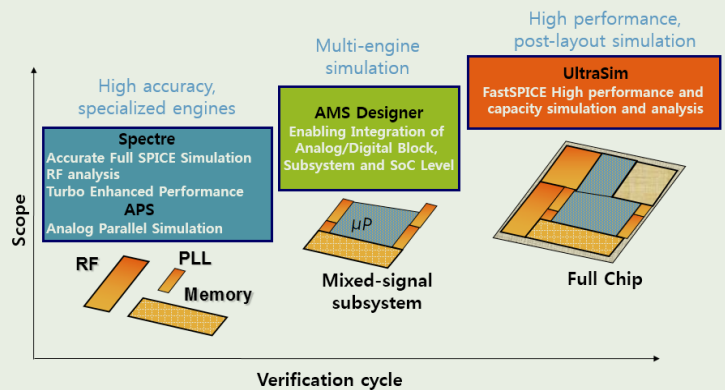 High accuracy,
specialized engines
Multi-engine
simulation
High performance,
post-layout simulation
Spectre
Accurate Full SPICE Simulation
RF analysis
Turbo Enhanced Performance
APS
Analog Parallel Simulation
AMS Designer
Enabling Integration of
Analog/Digital Block,
Subsystem and SoC Level
UltraSim
FastSPICE High performance and
capacity simulation and analysis
Scope
RF
PLL
Memory
µP
Mixed-signal
subsystem
Full Chip
Verification cycle